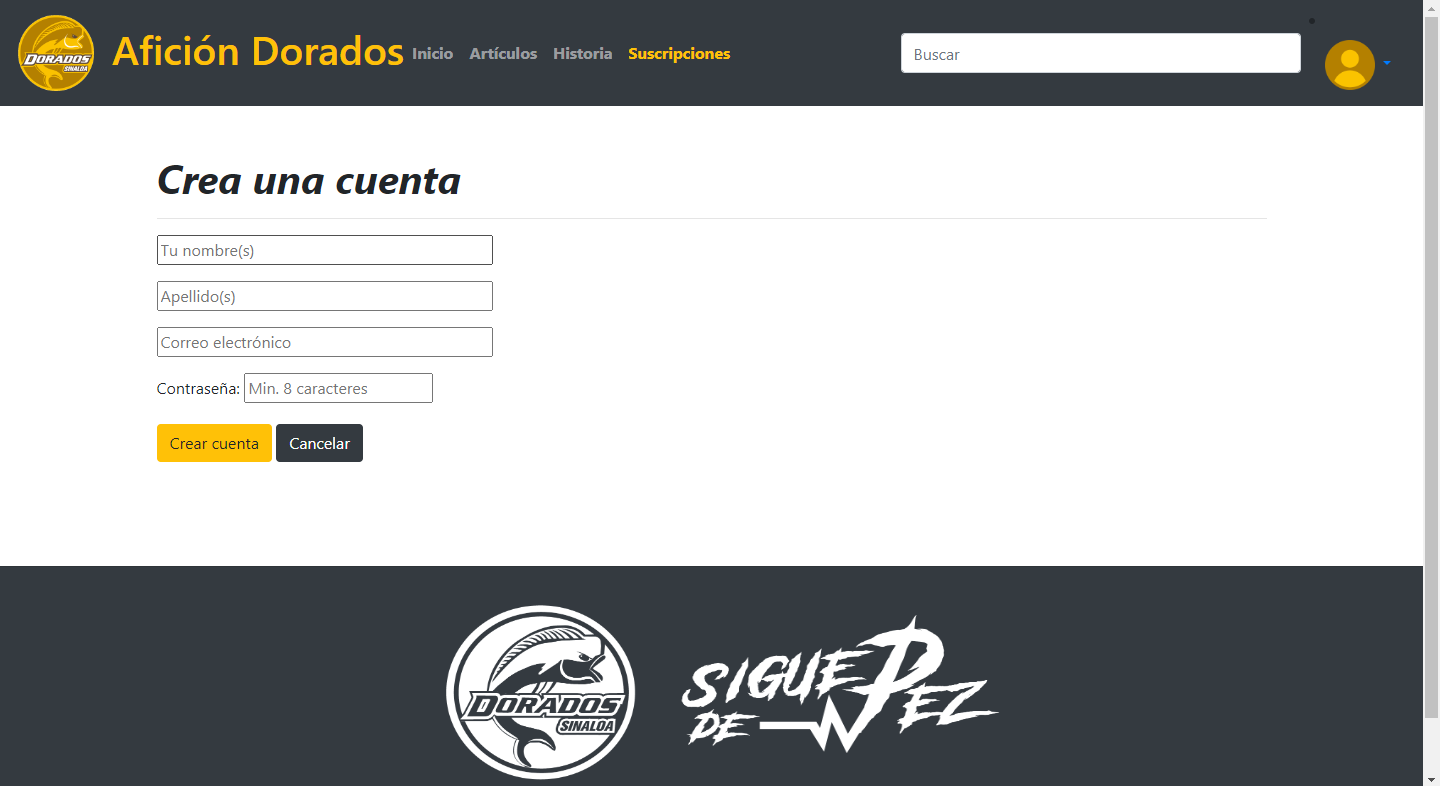 DORADOS
SINALOA
Afición Dorados
Inicio Artículos Historia Suscripciones
Buscar
Crea una cuenta
Tu nombre(s)
Apellido(s)
Correo electrónico
Contraseña: Min. 8 caracteres
Crear cuenta Cancelar
DORADOS
SINALOA
SIGUE
DE PEZ